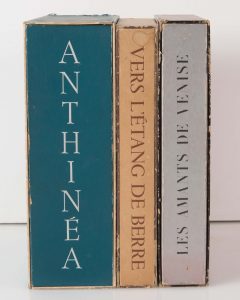 ANTHINÉA
VERS L'ÉTANG DE BERRE
LES AMANTS DE VENISE